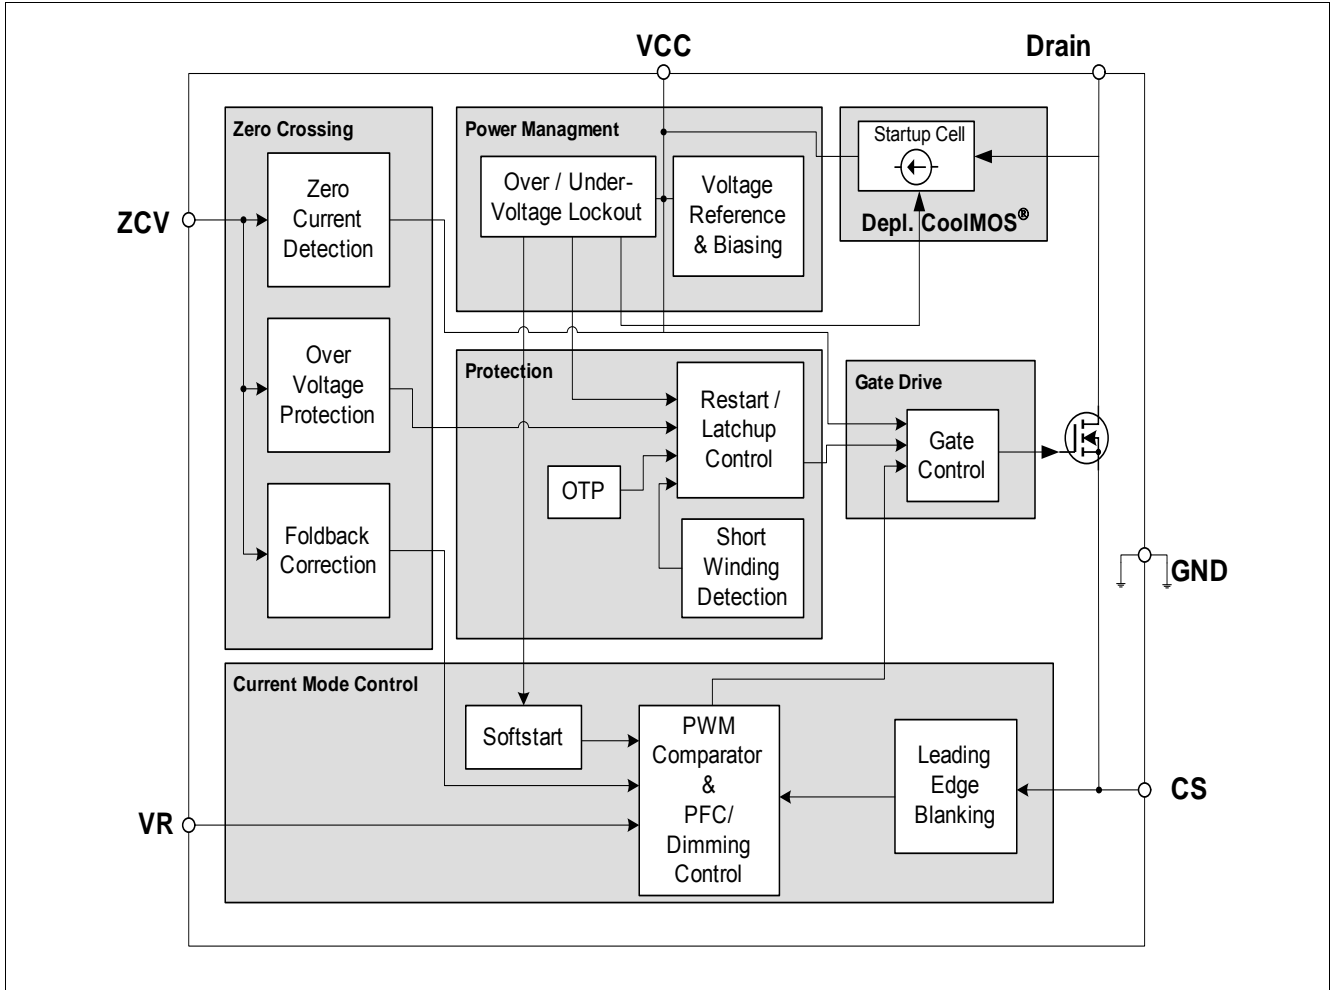 VCC
Drain
Zero Crossing
Zero
Current
Detection
Over
Voltage
Protection
Foldback
Correction
ZCV
Power Managment
Over / Under-
Voltage Lockout
Voltage
Reference
& Biasing
Startup Cell
Depl. CoolMOS®
Protection
Restart /
Latchup
Control
OTP
Short
Winding
Detection
Gate Drive
Gate
Control
GND
Current Mode Control
Softstart
PWM
Comparator
&
PFC/
Dimming
Control
Leading
Edge
Blanking
CS
VR